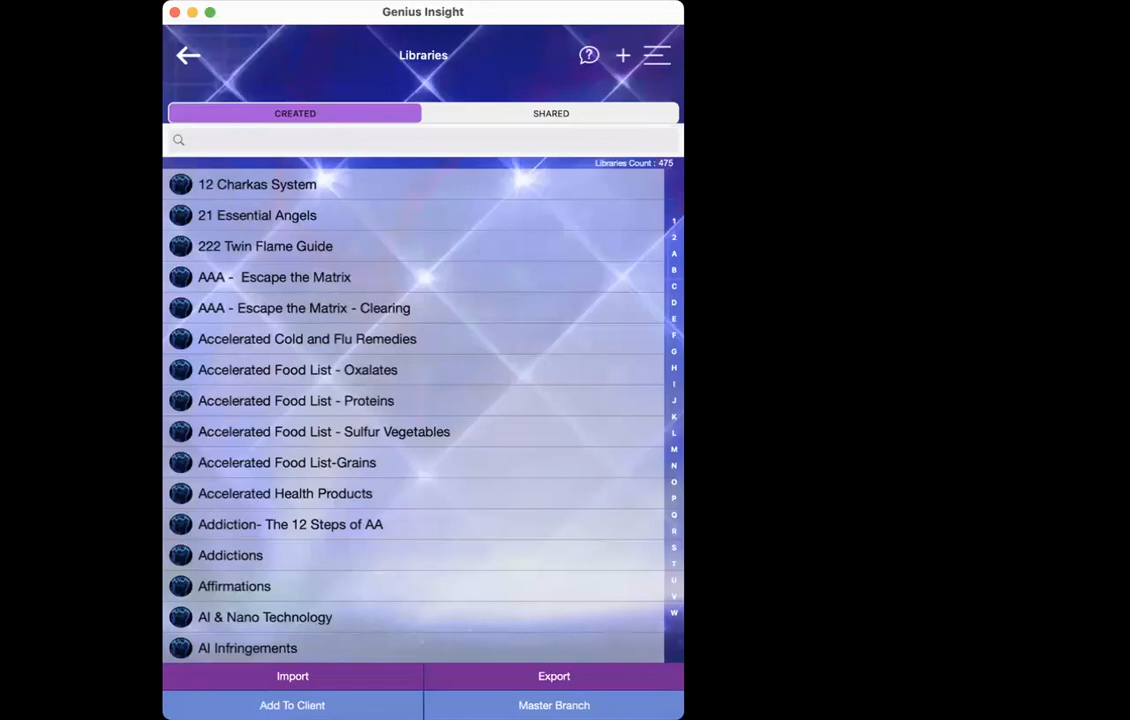 Genius Insight
Libraries
?
CREATED
SHARED
Libraries Count : 475
12 Charkas System
21 Essential Angels
222 Twin Flame Guide
AAA -  Escape the Matrix
AAA - Escape the Matrix - Clearing
Accelerated Cold and Flu Remedies
Accelerated Food List - Oxalates
Accelerated Food List - Proteins
Accelerated Food List - Sulfur Vegetables
Accelerated Food List-Grains
Accelerated Health Products
Addiction- The 12 Steps of AA
Addictions
Affirmations
AI & Nano Technology
AI Infringements
1
2
A
B
C
D
E
F
G
H
I
J
K
L
M
N
O
P
Q
R
S
T
U
V
W
Import
Export
Add To Client
Master Branch